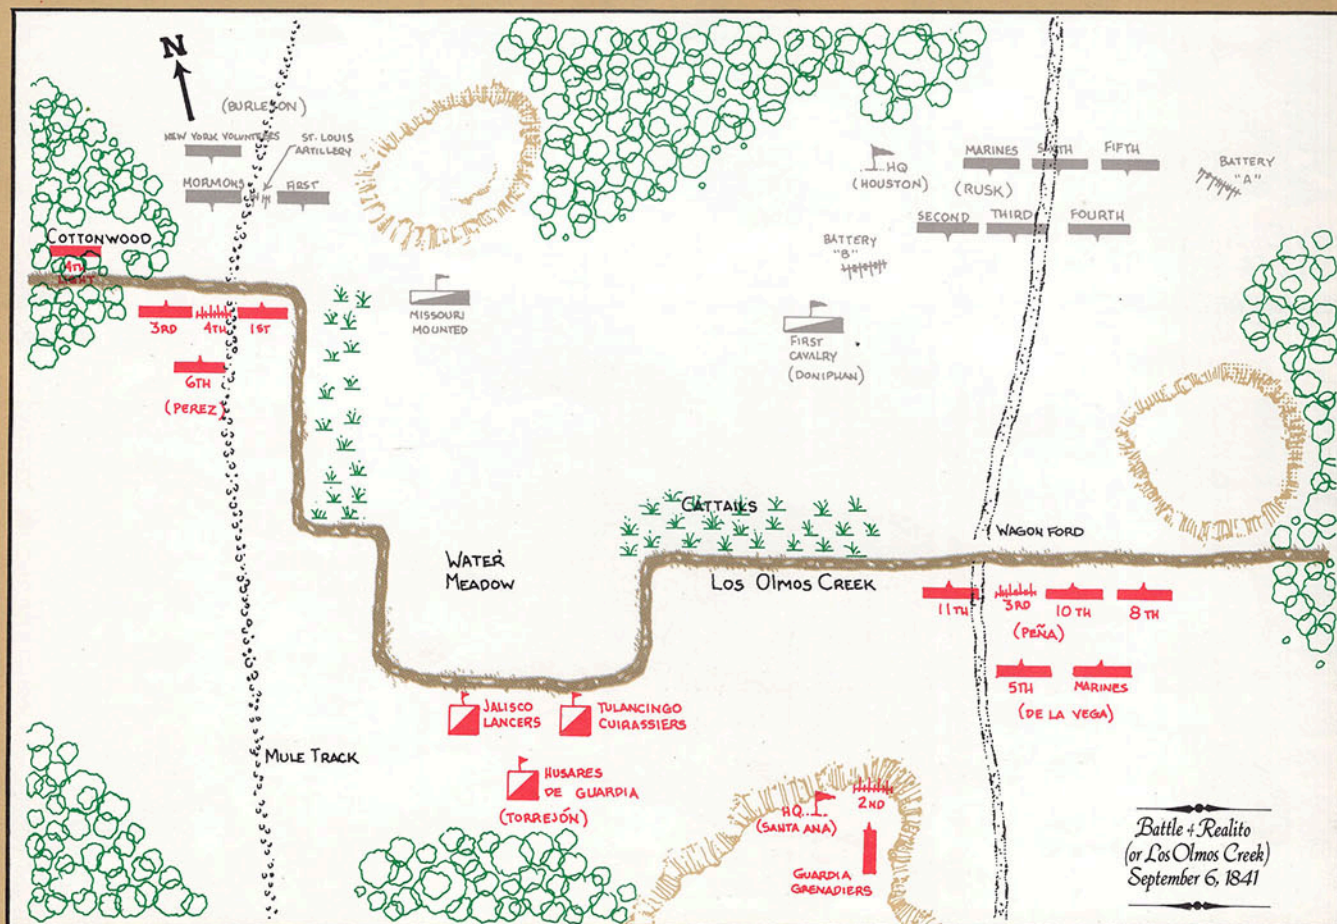 N
(BURLESON)
NEW YORK VOLUNTEERS
ST. LOUIS
ARTILLERY
MORMONS
FIRST
COTTONWOOD
4TH
LIGHT
3RD
4TH
1ST
6TH
(PEREZ)
MISSOURI
MOUNTED
HQ
(HOUSTON)
MARINES
SIXTH
FIFTH
(RUSK)
BATTERY
"A"
SECOND
THIRD
FOURTH
BATTERY
"B"
FIRST
CAVALRY
(DONIPHAN)
CATTAILS
WAGON FORD
WATER
MEADOW
LOS OLMOS CREEK
11TH
3RD
10TH
8TH
(PEÑA)
5TH
MARINES
(DE LA VEGA)
JALISCO
LANCERS
TULANCINGO
CUIRASSIERS
MULE TRACK
HUSARES
DE GUARDIA
(TORREJÓN)
HQ
(SANTA ANA)
2ND
GUARDIA
GRENADIERS
Battle of Realito
(or Los Olmos Creek)
September 6, 1841